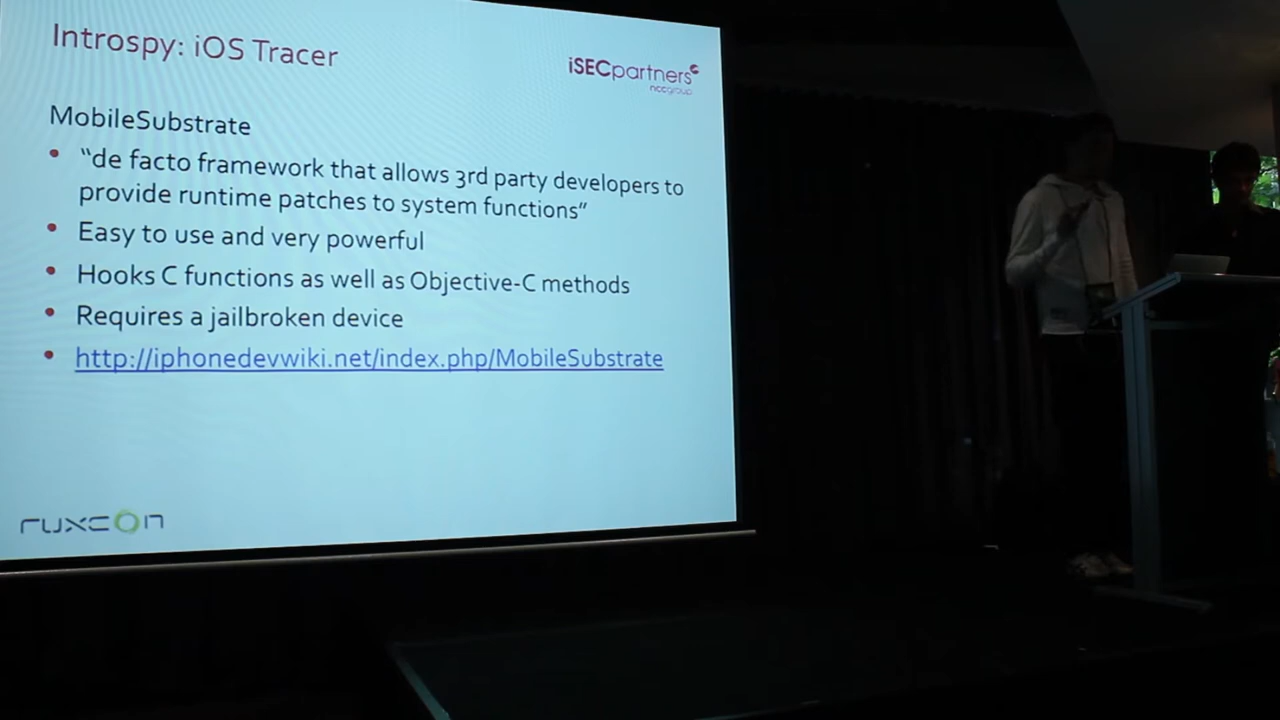 Introspy: iOS Tracer
iSECpartners
nccgroup
MobileSubstrate
• “de facto framework that allows 3rd party developers to
provide runtime patches to system functions”
• Easy to use and very powerful
• Hooks C functions as well as Objective-C methods
• Requires a jailbroken device
• http://iphonedevwiki.net/index.php/MobileSubstrate
ruxcon